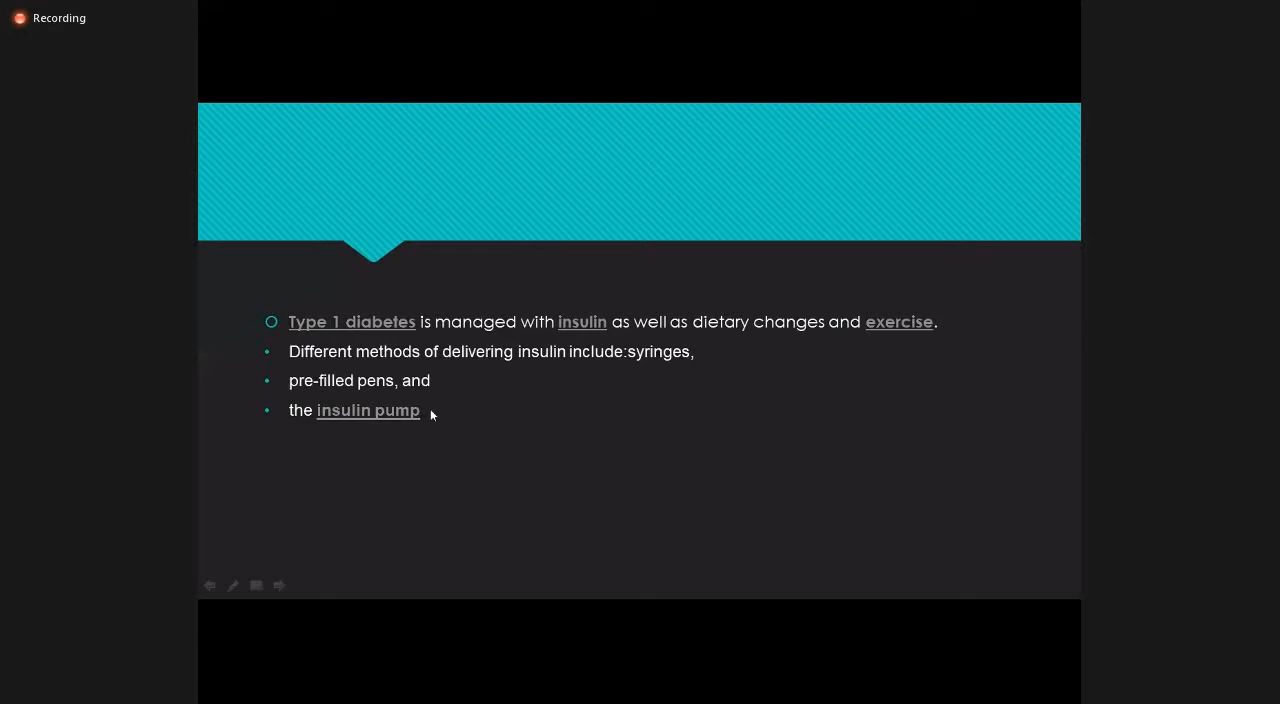 Recording
Type 1 diabetes is managed with insulin as well as dietary changes and exercise.
Different methods of delivering insulin include:syringes,
pre-filled pens, and
the insulin pump